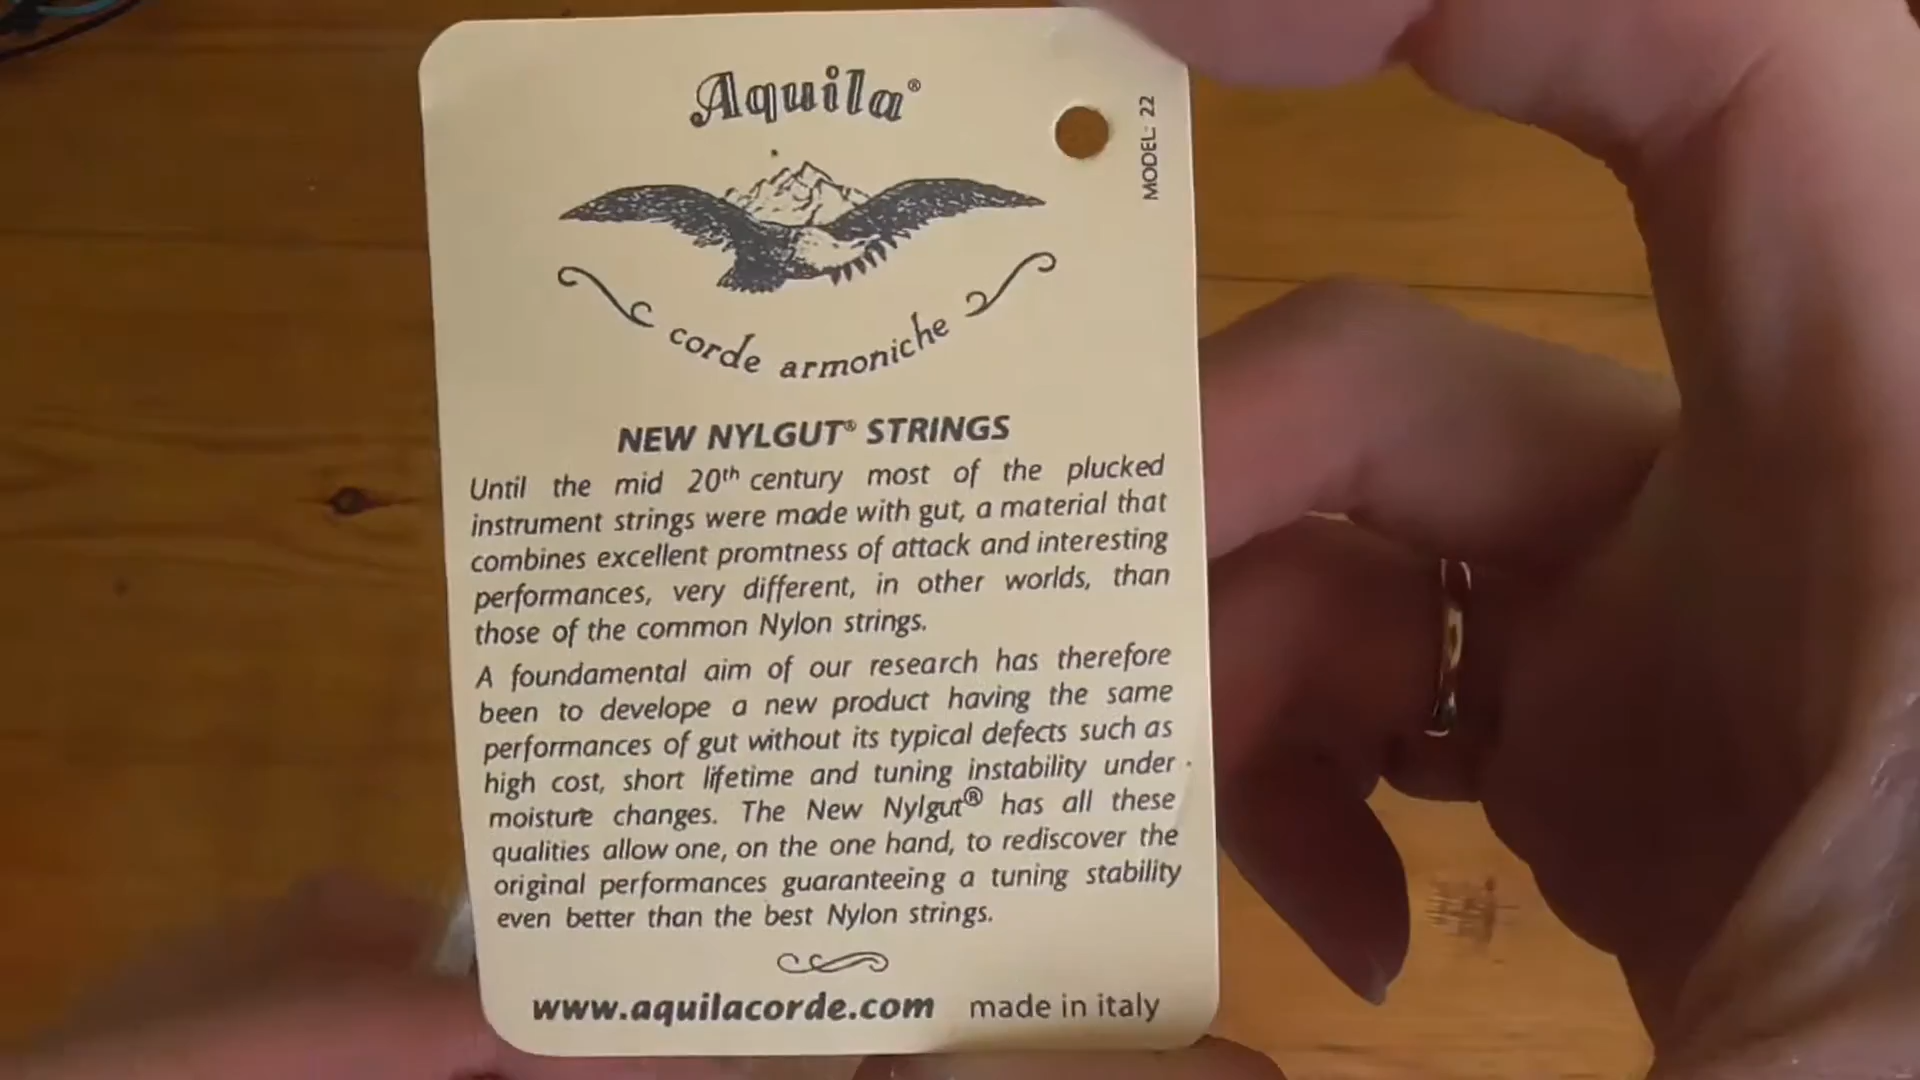 Aquila®
MODEL: 22
corde armoniche
NEW NYLGUT® STRINGS
Until the mid 20th century most of the plucked
instrument strings were made with gut, a material that
combines excellent promtness of attack and interesting
performances, very different, in other worlds, than
those of the common Nylon strings.
A foundamental aim of our research has therefore
been to develope a new product having the same
performances of gut without its typical defects such as
high cost, short lifetime and tuning instability under
moisture changes. The New Nylgut® has all these
qualities allow one, on the one hand, to rediscover the
original performances guaranteeing a tuning stability
even better than the best Nylon strings.
www.aquilacorde.com made in italy